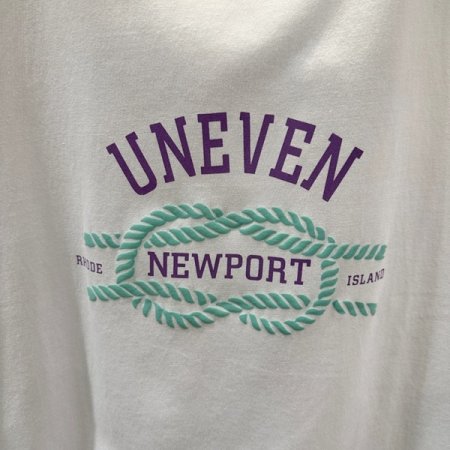 UNEVEN
RHODE NEWPORT ISLAND